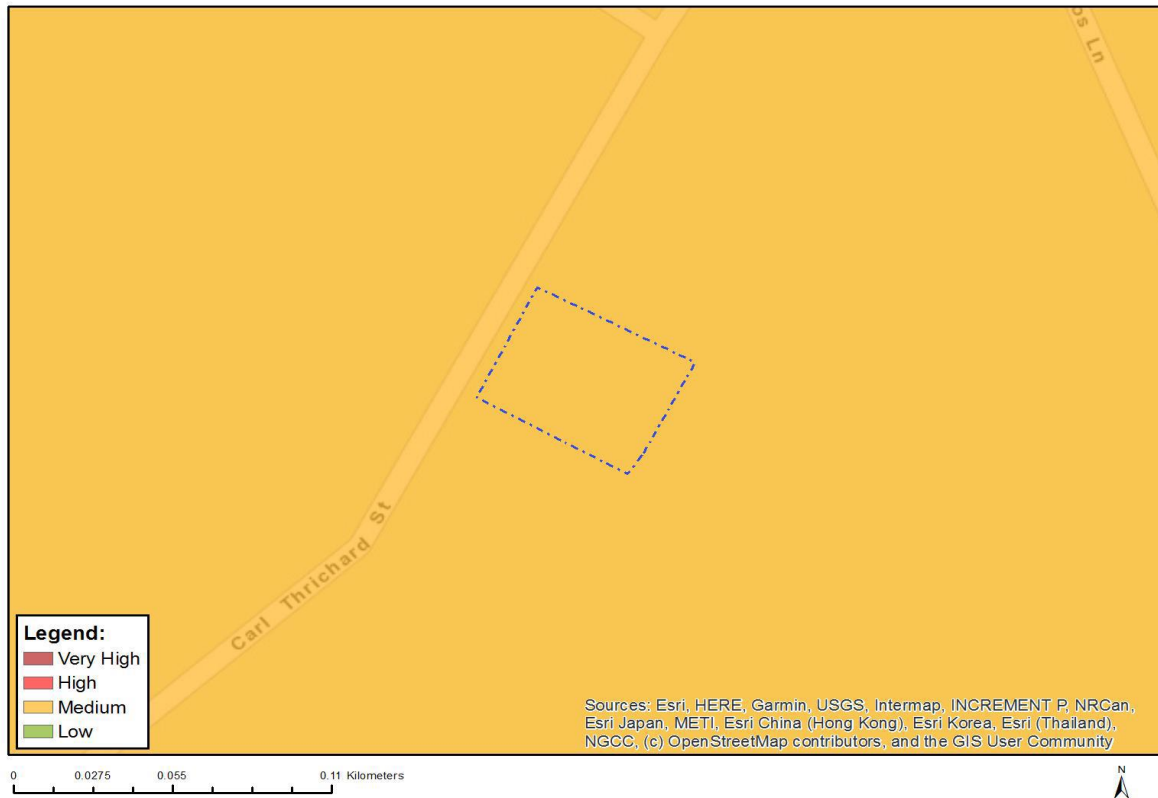 os Ln
Carl Thrichard St
Legend:
Very High
High
Medium
Low
Sources: Esri, HERE, Garmin, USGS, Intermap, INCREMENT P, NRCan,
Esri Japan, METI, Esri China (Hong Kong), Esri Korea, Esri (Thailand),
NGCC, (c) OpenStreetMap contributors, and the GIS User Community
0 0.0275 0.055 0.11 Kilometers
N